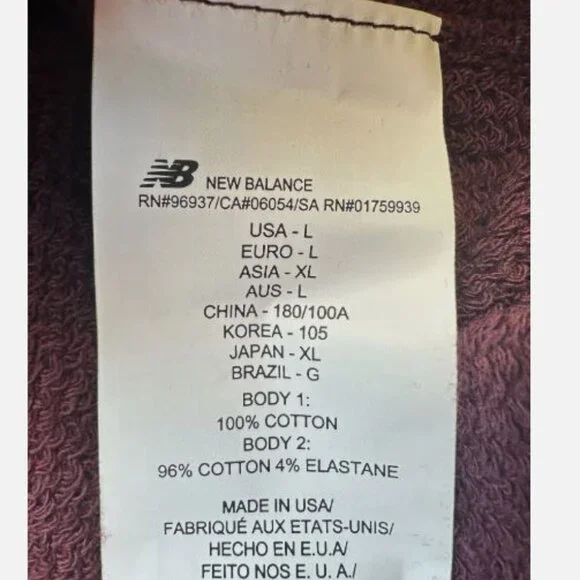 NB NEW BALANCE
RN#96937/CA#06054/SA RN#01759939
USA - L
EURO - L
ASIA - XL
AUS - L
CHINA - 180/100A
KOREA - 105
JAPAN - XL
BRAZIL - G
BODY 1:
100% COTTON
BODY 2:
96% COTTON 4% ELASTANE
MADE IN USA/
FABRIQUÉ AUX ETATS-UNIS/
HECHO EN E.U.A/
FEITO NOS E. U. A./